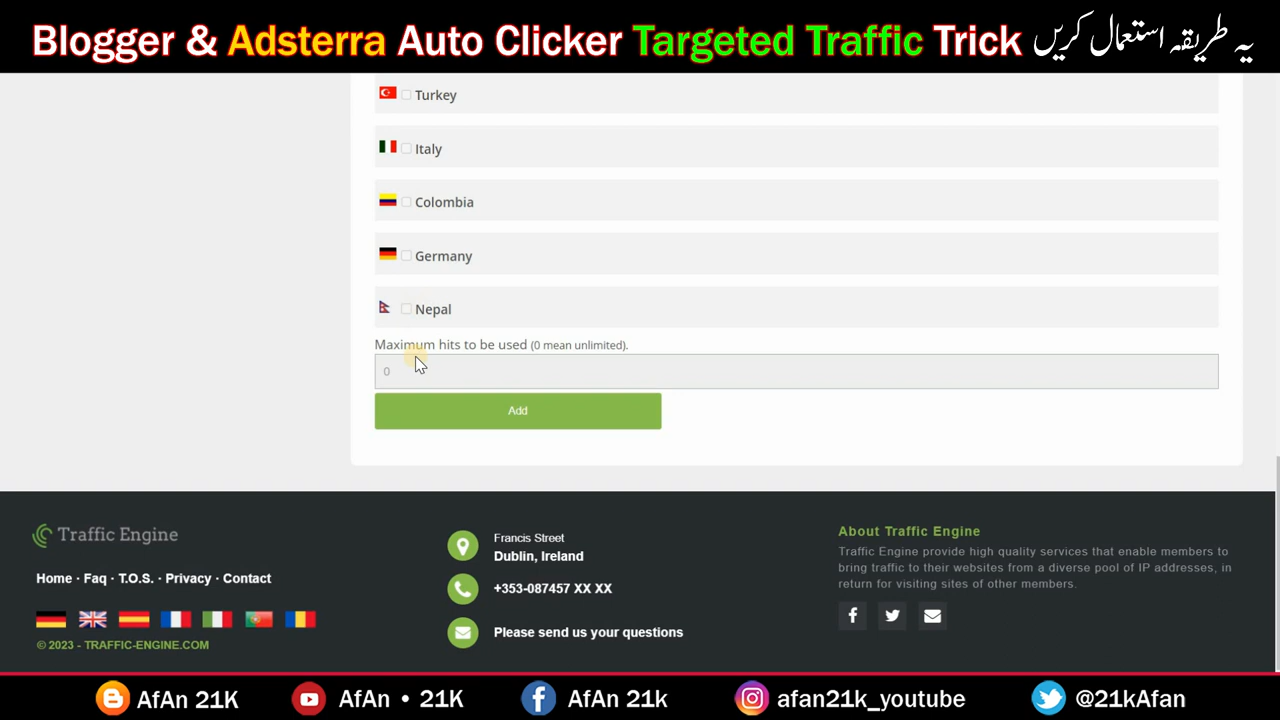 Blogger & Adsterra Auto Clicker Targeted Traffic Trick یہ طریقہ استعمال کریں
Turkey
Italy
Colombia
Germany
Nepal
Maximum hits to be used (0 mean unlimited).
0
Add
Traffic Engine
Home · Faq · T.O.S. · Privacy · Contact
© 2023 - TRAFFIC-ENGINE.COM
Francis Street
Dublin, Ireland
+353-087457 XX XX
Please send us your questions
About Traffic Engine
Traffic Engine provide high quality services that enable members to
bring traffic to their websites from a diverse pool of IP addresses, in
return for visiting sites of other members.
AfAn 21K
AfAn • 21K
AfAn 21k
afan21k_youtube
@21kAfan